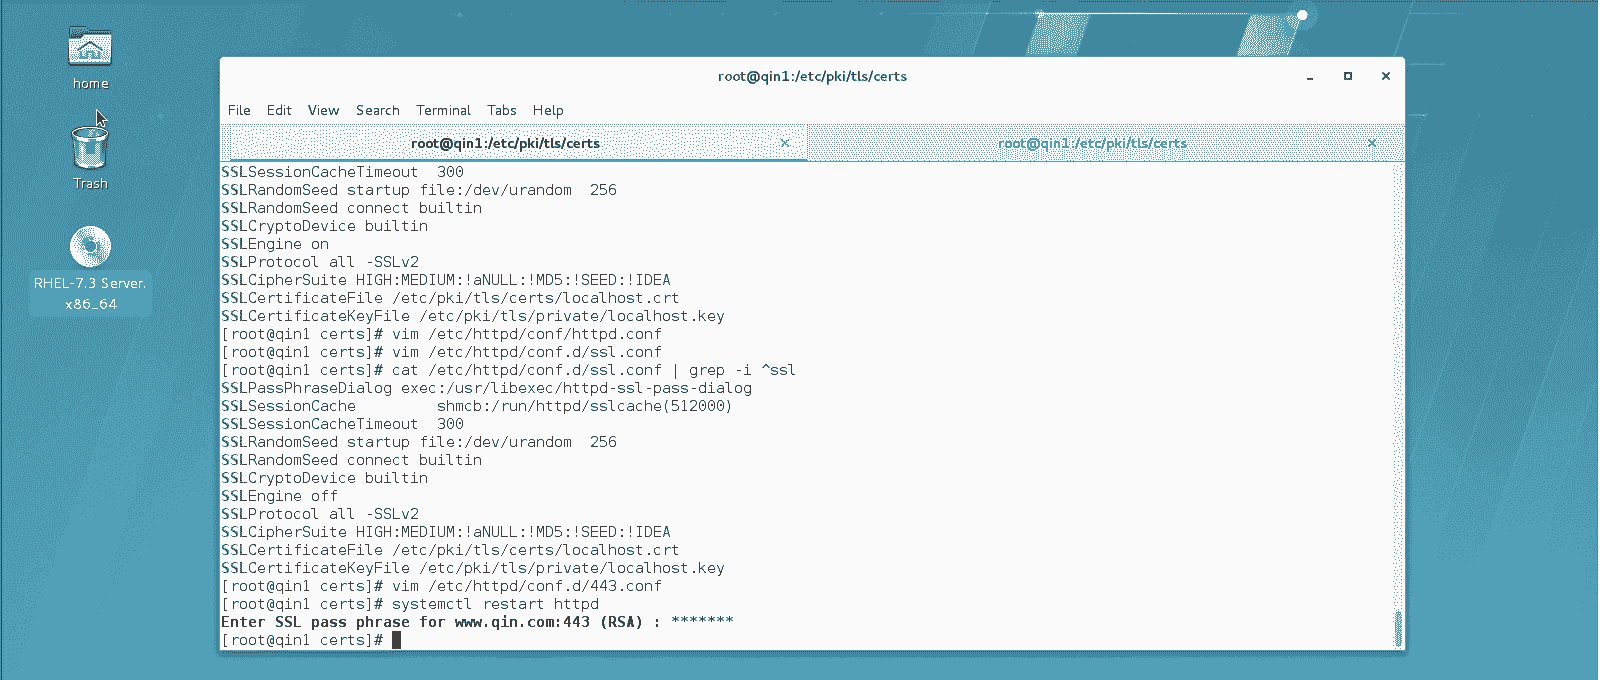 home
Trash
RHEL-7.3 Server.
x86_64
root@qin1:/etc/pki/tls/certs
File Edit View Search Terminal Tabs Help
root@qin1:/etc/pki/tls/certs × root@qin1:/etc/pki/tls/certs ×
SSLSessionCacheTimeout  300
SSLRandomSeed startup file:/dev/urandom  256
SSLRandomSeed connect builtin
SSLCryptoDevice builtin
SSLEngine on
SSLProtocol all -SSLv2
SSLCipherSuite HIGH:MEDIUM:!aNULL:!MD5:!SEED:!IDEA
SSLCertificateFile /etc/pki/tls/certs/localhost.crt
SSLCertificateKeyFile /etc/pki/tls/private/localhost.key
[root@qin1 certs]# vim /etc/httpd/conf/httpd.conf
[root@qin1 certs]# vim /etc/httpd/conf.d/ssl.conf
[root@qin1 certs]# cat /etc/httpd/conf.d/ssl.conf | grep -i ^ssl
SSLPassPhraseDialog exec:/usr/libexec/httpd-ssl-pass-dialog
SSLSessionCache         shmcb:/run/httpd/sslcache(512000)
SSLSessionCacheTimeout  300
SSLRandomSeed startup file:/dev/urandom  256
SSLRandomSeed connect builtin
SSLCryptoDevice builtin
SSLEngine off
SSLProtocol all -SSLv2
SSLCipherSuite HIGH:MEDIUM:!aNULL:!MD5:!SEED:!IDEA
SSLCertificateFile /etc/pki/tls/certs/localhost.crt
SSLCertificateKeyFile /etc/pki/tls/private/localhost.key
[root@qin1 certs]# vim /etc/httpd/conf.d/443.conf
[root@qin1 certs]# systemctl restart httpd
Enter SSL pass phrase for www.qin.com:443 (RSA) : *******
[root@qin1 certs]#